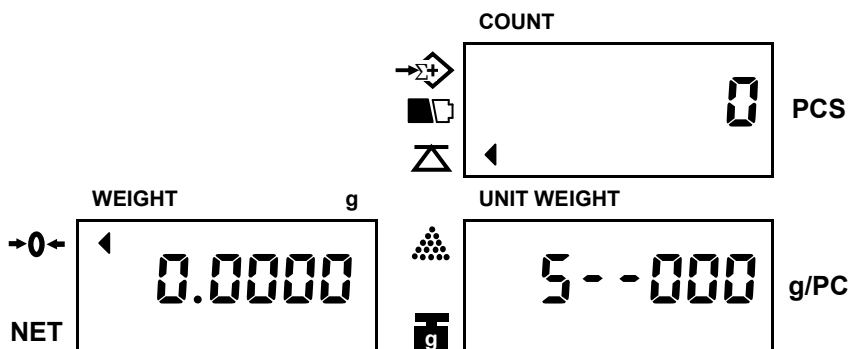 COUNT
Σ+
0 PCS
WEIGHT g
→0← 0.0000
NET
UNIT WEIGHT
5--000 g/PC
g